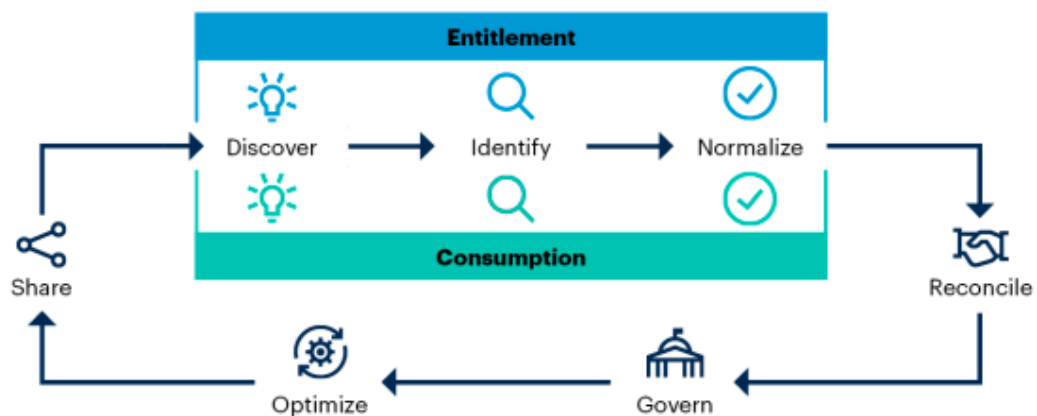 Entitlement
Discover
Identify
Normalize
Consumption
Share
Reconcile
Optimize
Govern